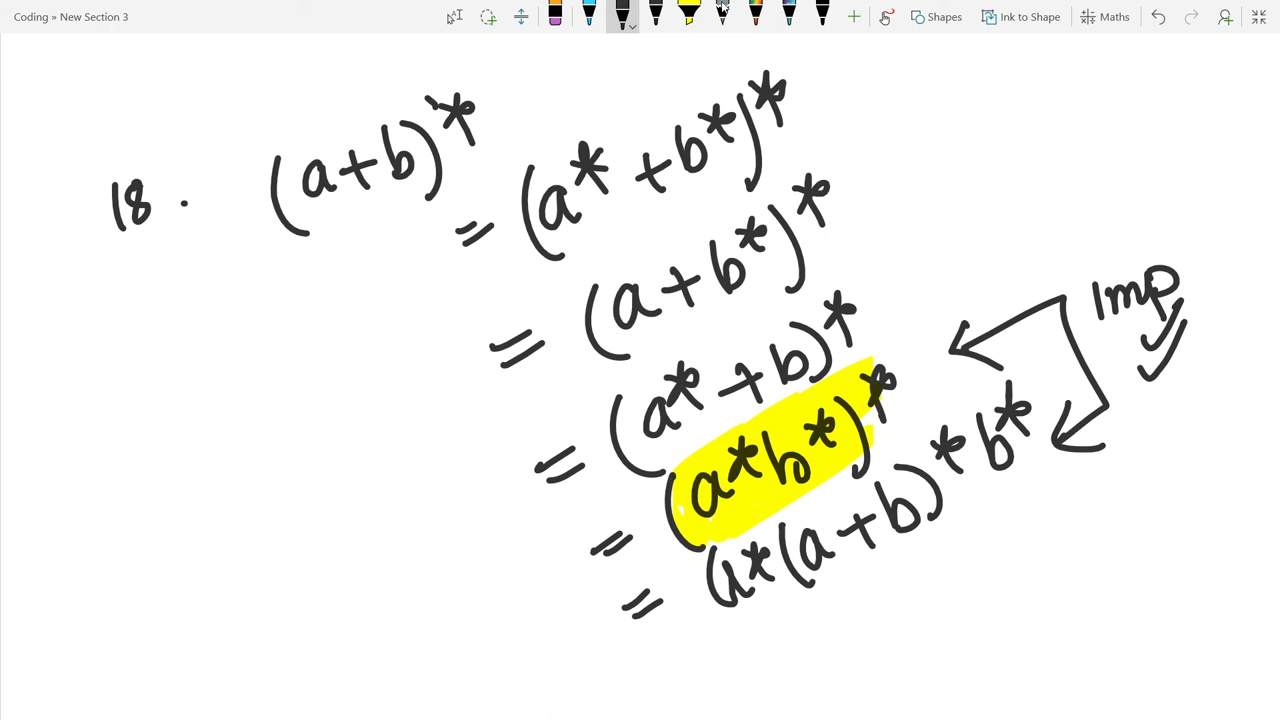 Coding » New Section 3
Shapes Ink to Shape Maths
18. (a+b)*
= (a* + b*)*
= (a + b*)*
= (a* + b)*
Imp
= (a*b*)*
= a*(a+b)*b*